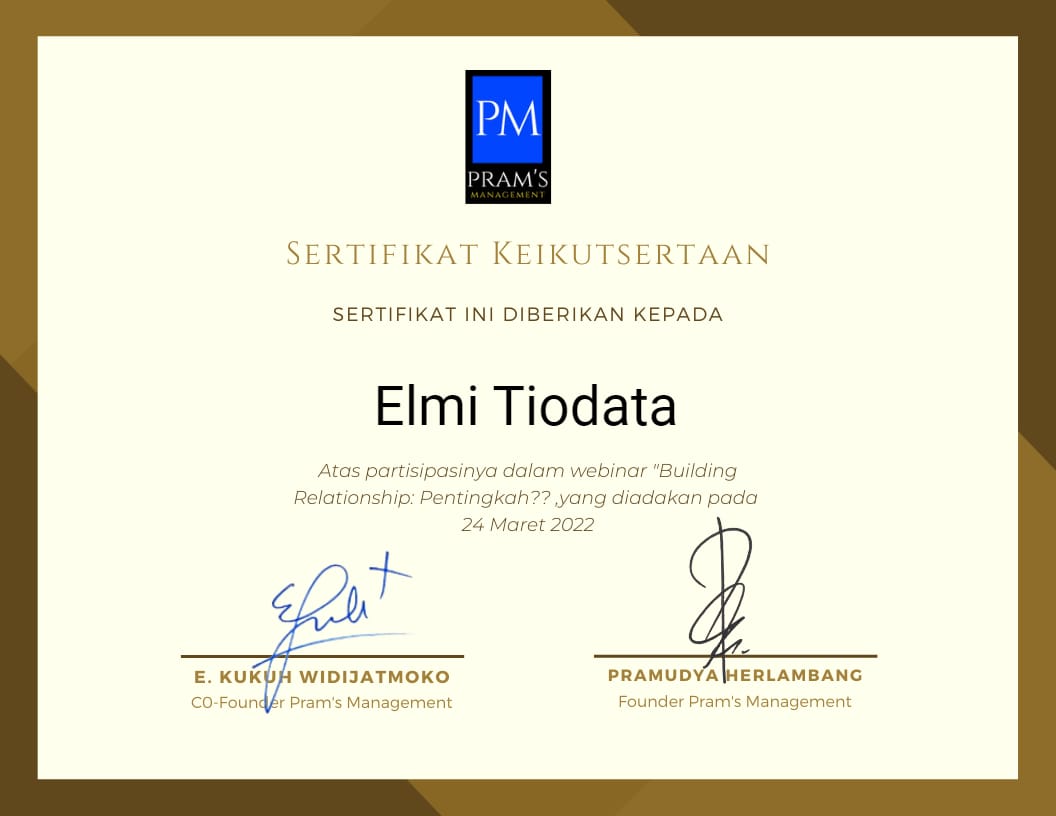 PM
PRAM'S
MANAGEMENT
SERTIFIKAT KEIKUTSERTAAN
SERTIFIKAT INI DIBERIKAN KEPADA
Elmi Tiodata
Atas partisipasinya dalam webinar "Building
Relationship: Pentingkah?? ,yang diadakan pada
24 Maret 2022
E. KUKUH WIDIJATMOKO
C0-Founder Pram's Management
PRAMUDYA HERLAMBANG
Founder Pram's Management